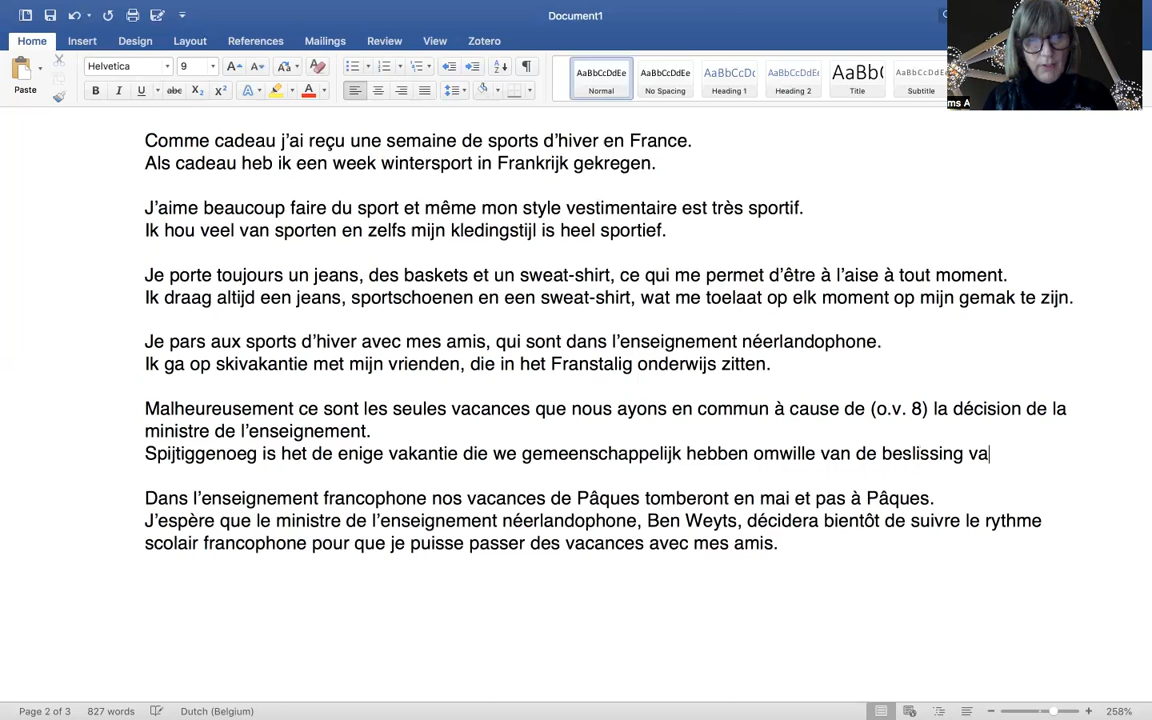 Document1
Home Insert Design Layout References Mailings Review View Zotero
Paste
Helvetica 9
AaBbCcDdEe AaBbCcDdEe AaBbCcDc AaBbCcDdEe AaBbC AaBbCcDdEe
Normal No Spacing Heading 1 Heading 2 Title Subtitle
ms A
Comme cadeau j’ai reçu une semaine de sports d’hiver en France.
Als cadeau heb ik een week wintersport in Frankrijk gekregen.
J’aime beaucoup faire du sport et même mon style vestimentaire est très sportif.
Ik hou veel van sporten en zelfs mijn kledingstijl is heel sportief.
Je porte toujours un jeans, des baskets et un sweat-shirt, ce qui me permet d’être à l’aise à tout moment.
Ik draag altijd een jeans, sportschoenen en een sweat-shirt, wat me toelaat op elk moment op mijn gemak te zijn.
Je pars aux sports d’hiver avec mes amis, qui sont dans l’enseignement néerlandophone.
Ik ga op skivakantie met mijn vrienden, die in het Franstalig onderwijs zitten.
Malheureusement ce sont les seules vacances que nous ayons en commun à cause de (o.v. 8) la décision de la
ministre de l’enseignement.
Spijtiggenoeg is het de enige vakantie die we gemeenschappelijk hebben omwille van de beslissing va
Dans l’enseignement francophone nos vacances de Pâques tomberont en mai et pas à Pâques.
J’espère que le ministre de l’enseignement néerlandophone, Ben Weyts, décidera bientôt de suivre le rythme
scolair francophone pour que je puisse passer des vacances avec mes amis.
Page 2 of 3 827 words Dutch (Belgium) 258%